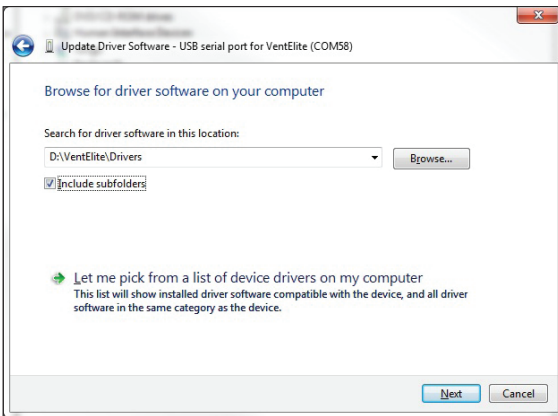 Update Driver Software - USB serial port for VentElite (COM58)
Browse for driver software on your computer
Search for driver software in this location:
D:\VentElite\Drivers
Browse...
Include subfolders
Let me pick from a list of device drivers on my computer
This list will show installed driver software compatible with the device, and all driver
software in the same category as the device.
Next
Cancel